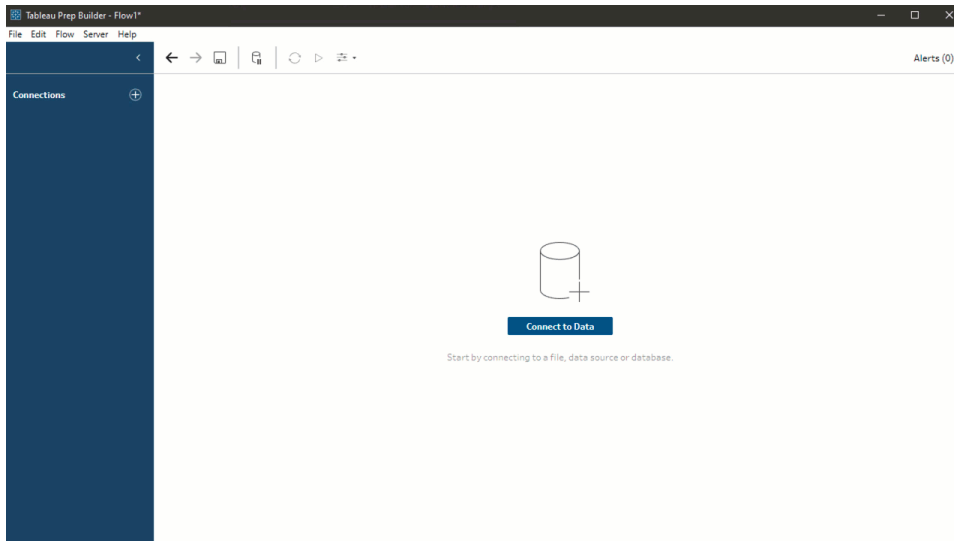 Tableau Prep Builder - Flow1*
File Edit Flow Server Help
Alerts (0)
Connections
Connect to Data
Start by connecting to a file, data source or database.